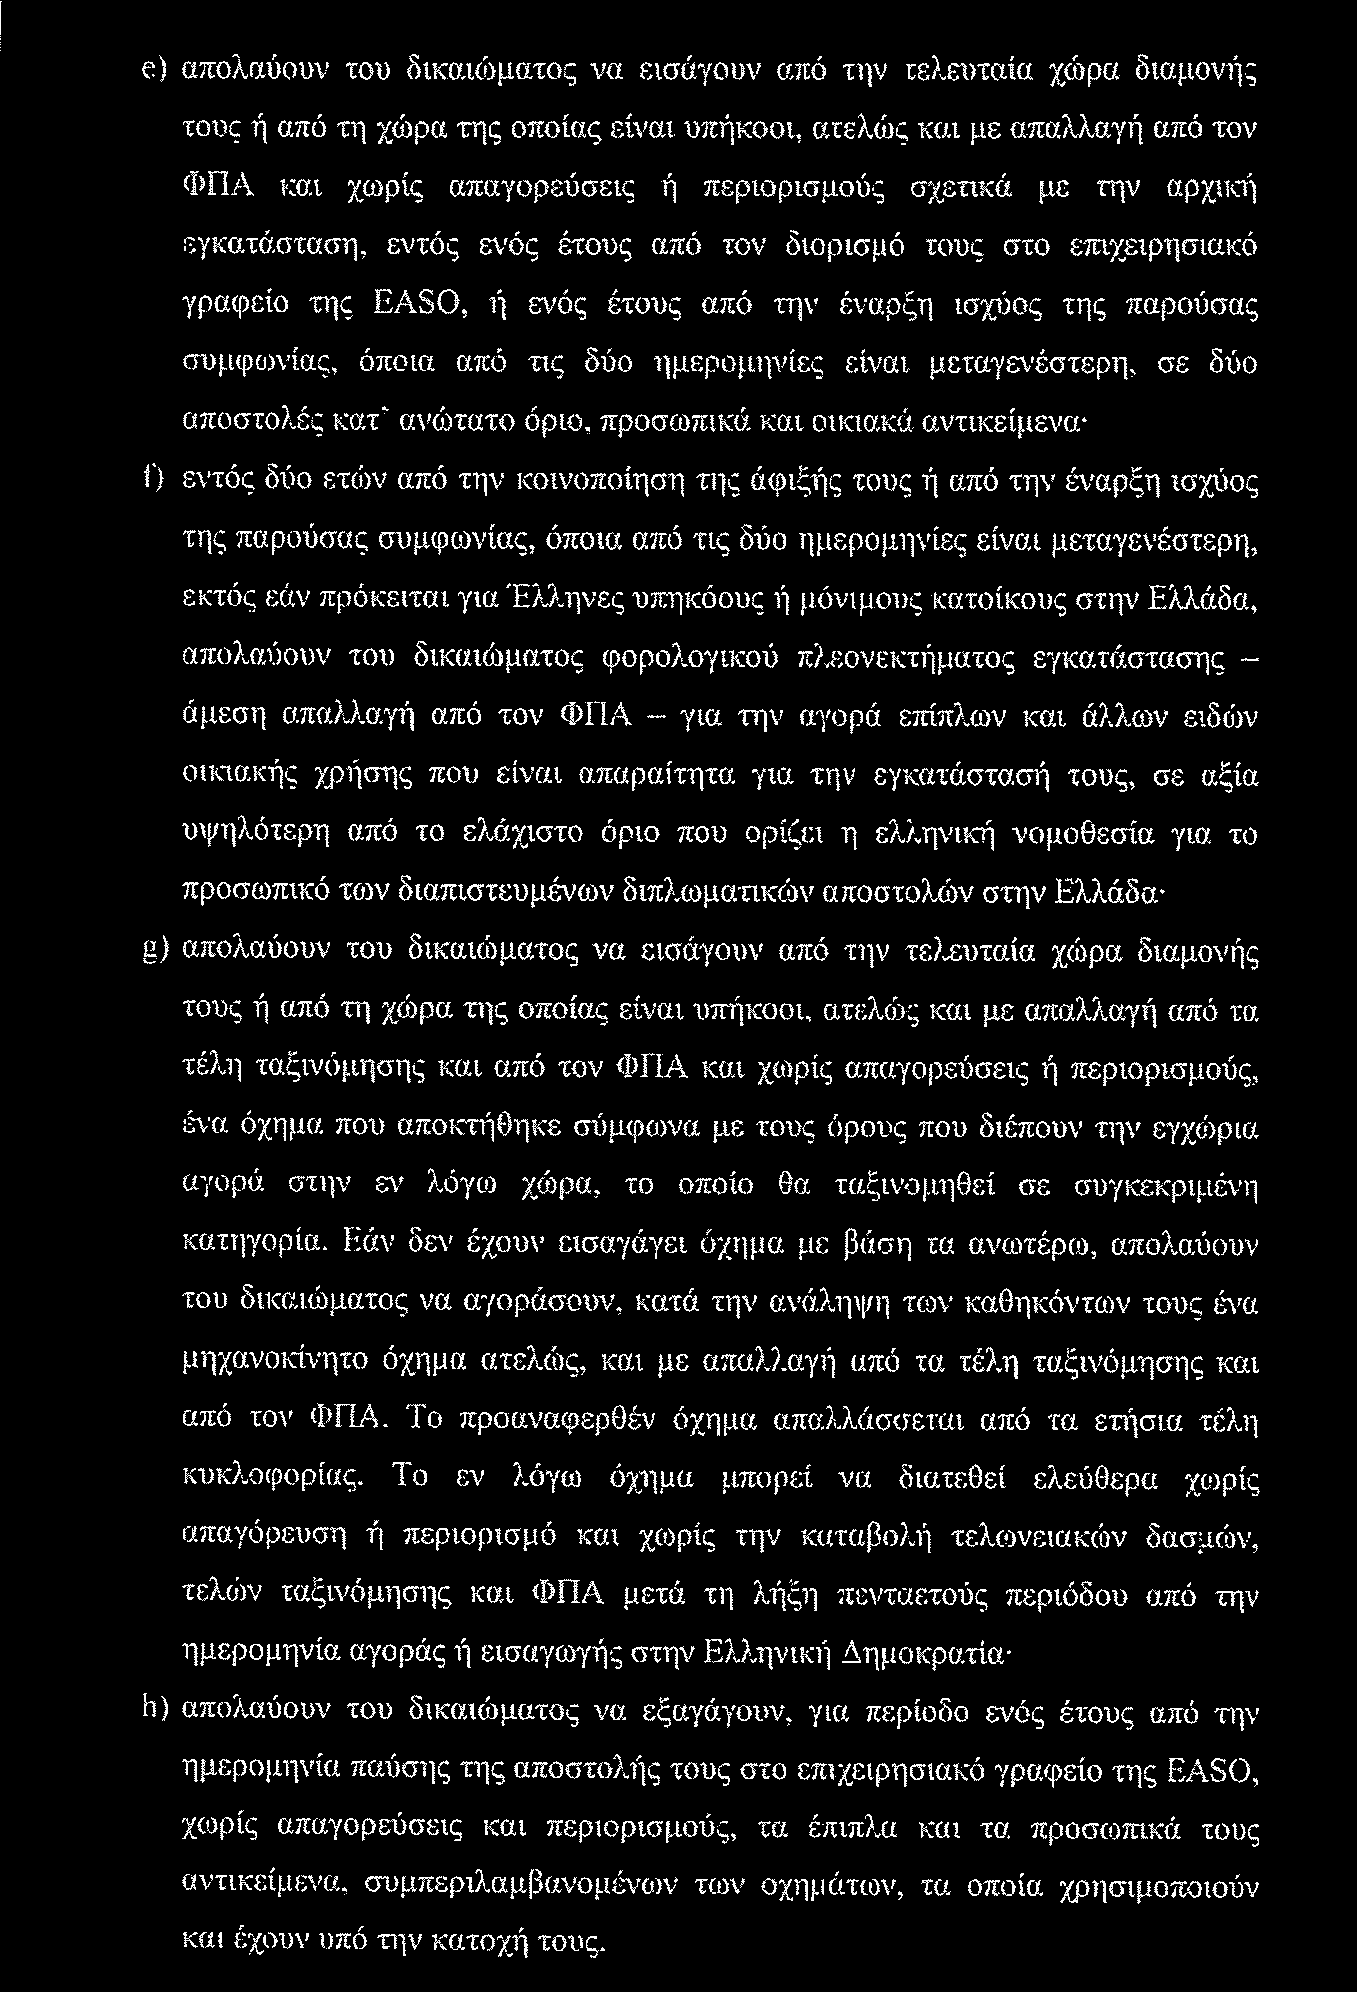 e) απολαύουν του δικαιώματος να εισάγουν από την τελευταία χώρα διαμονής
τους ή από τη χώρα της οποίας είναι υπήκοοι, ατελώς και με απαλλαγή από τον
ΦΠΑ και χωρίς απαγορεύσεις ή περιορισμούς σχετικά με την αρχική
εγκατάσταση, εντός ενός έτους από τον διορισμό τους στο επιχειρησιακό
γραφείο της EASO, ή ενός έτους από την έναρξη ισχύος της παρούσας
συμφωνίας, όποια από τις δύο ημερομηνίες είναι μεταγενέστερη, σε δύο
αποστολές κατ' ανώτατο όριο, προσωπικά και οικιακά αντικείμενα·
f) εντός δύο ετών από την κοινοποίηση της άφιξής τους ή από την έναρξη ισχύος
της παρούσας συμφωνίας, όποια από τις δύο ημερομηνίες είναι μεταγενέστερη,
εκτός εάν πρόκειται για Έλληνες υπηκόους ή μόνιμους κατοίκους στην Ελλάδα,
απολαύουν του δικαιώματος φορολογικού πλεονεκτήματος εγκατάστασης –
άμεση απαλλαγή από τον ΦΠΑ – για την αγορά επίπλων και άλλων ειδών
οικιακής χρήσης που είναι απαραίτητα για την εγκατάστασή τους, σε αξία
υψηλότερη από το ελάχιστο όριο που ορίζει η ελληνική νομοθεσία για το
προσωπικό των διαπιστευμένων διπλωματικών αποστολών στην Ελλάδα·
g) απολαύουν του δικαιώματος να εισάγουν από την τελευταία χώρα διαμονής
τους ή από τη χώρα της οποίας είναι υπήκοοι, ατελώς και με απαλλαγή από τα
τέλη ταξινόμησης και από τον ΦΠΑ και χωρίς απαγορεύσεις ή περιορισμούς,
ένα όχημα που αποκτήθηκε σύμφωνα με τους όρους που διέπουν την εγχώρια
αγορά στην εν λόγω χώρα, το οποίο θα ταξινομηθεί σε συγκεκριμένη
κατηγορία. Εάν δεν έχουν εισαγάγει όχημα με βάση τα ανωτέρω, απολαύουν
του δικαιώματος να αγοράσουν, κατά την ανάληψη των καθηκόντων τους ένα
μηχανοκίνητο όχημα ατελώς, και με απαλλαγή από τα τέλη ταξινόμησης και
από τον ΦΠΑ. Το προαναφερθέν όχημα απαλλάσσεται από τα ετήσια τέλη
κυκλοφορίας. Το εν λόγω όχημα μπορεί να διατεθεί ελεύθερα χωρίς
απαγόρευση ή περιορισμό και χωρίς την καταβολή τελωνειακών δασμών,
τελών ταξινόμησης και ΦΠΑ μετά τη λήξη πενταετούς περιόδου από την
ημερομηνία αγοράς ή εισαγωγής στην Ελληνική Δημοκρατία·
h) απολαύουν του δικαιώματος να εξαγάγουν, για περίοδο ενός έτους από την
ημερομηνία παύσης της αποστολής τους στο επιχειρησιακό γραφείο της EASO,
χωρίς απαγορεύσεις και περιορισμούς, τα έπιπλα και τα προσωπικά τους
αντικείμενα, συμπεριλαμβανομένων των οχημάτων, τα οποία χρησιμοποιούν
και έχουν υπό την κατοχή τους.